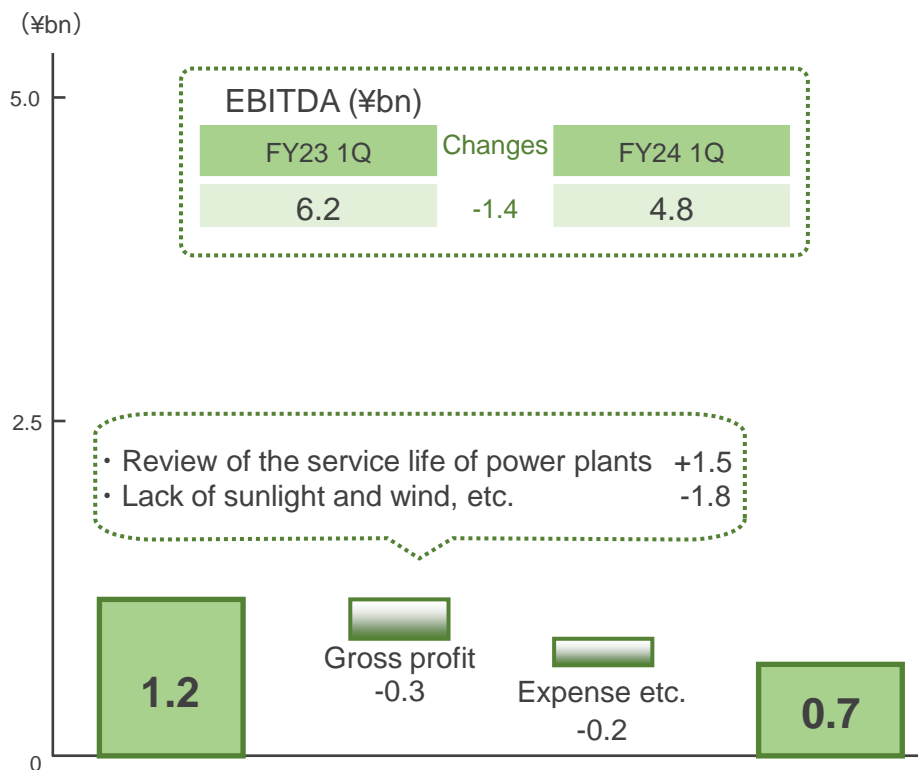 （¥bn）
5.0
EBITDA (¥bn)
FY23 1Q Changes FY24 1Q
6.2 -1.4 4.8
2.5
・Review of the service life of power plants +1.5
・Lack of sunlight and wind, etc. -1.8
1.2
Gross profit
-0.3
Expense etc.
-0.2
0.7
0